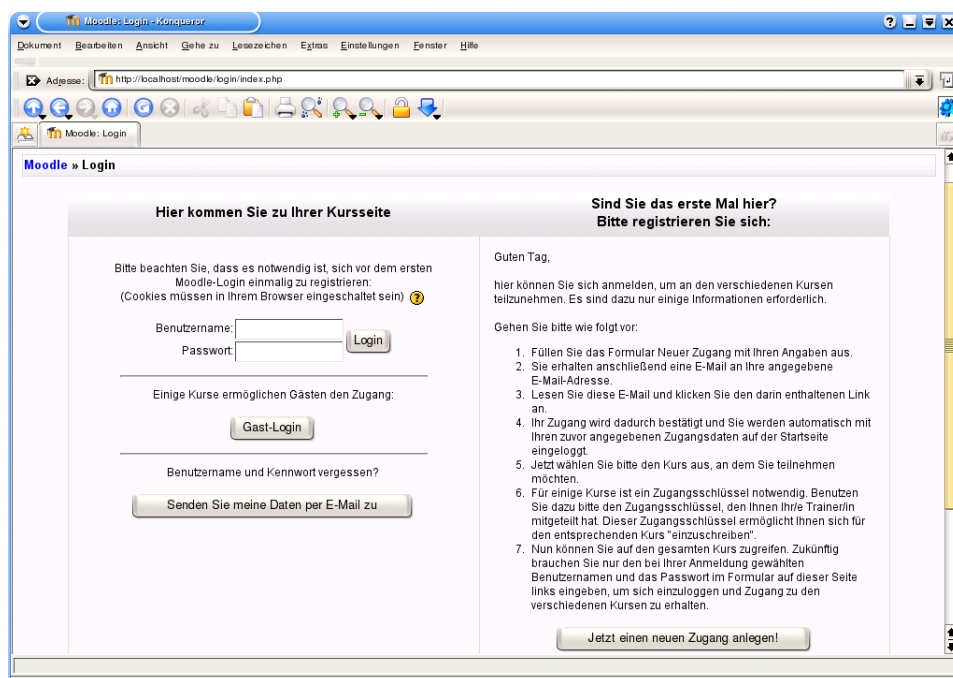 Moodle: Login - Konqueror
Dokument Bearbeiten Ansicht Gehe zu Lesezeichen Extras Einstellungen Fenster Hilfe
Adresse: http://localhost/moodle/login/index.php
Moodle: Login
Moodle » Login
Hier kommen Sie zu Ihrer Kursseite
Bitte beachten Sie, dass es notwendig ist, sich vor dem ersten
Moodle-Login einmalig zu registrieren:
(Cookies müssen in Ihrem Browser eingeschaltet sein) ?
Benutzername:
Passwort:
Login
Einige Kurse ermöglichen Gästen den Zugang:
Gast-Login
Benutzername und Kennwort vergessen?
Senden Sie meine Daten per E-Mail zu
Sind Sie das erste Mal hier?
Bitte registrieren Sie sich:
Guten Tag,
hier können Sie sich anmelden, um an den verschiedenen Kursen
teilzunehmen. Es sind dazu nur einige Informationen erforderlich.
Gehen Sie bitte wie folgt vor:
1. Füllen Sie das Formular Neuer Zugang mit Ihren Angaben aus.
2. Sie erhalten anschließend eine E-Mail an Ihre angegebene
E-Mail-Adresse.
3. Lesen Sie diese E-Mail und klicken Sie den darin enthaltenen Link
an.
4. Ihr Zugang wird dadurch bestätigt und Sie werden automatisch mit
Ihren zuvor angegebenen Zugangsdaten auf der Startseite
eingeloggt.
5. Jetzt wählen Sie bitte den Kurs aus, an dem Sie teilnehmen
möchten.
6. Für einige Kurse ist ein Zugangsschlüssel notwendig. Benutzen
Sie dazu bitte den Zugangsschlüssel, den Ihnen Ihr/e Trainer/in
mitgeteilt hat. Dieser Zugangsschlüssel ermöglicht Ihnen sich für
den entsprechenden Kurs "einzuschreiben".
7. Nun können Sie auf den gesamten Kurs zugreifen. Zukünftig
brauchen Sie nur den bei Ihrer Anmeldung gewählten
Benutzernamen und das Passwort im Formular auf dieser Seite
links eingeben, um sich einzuloggen und Zugang zu den
verschiedenen Kursen zu erhalten.
Jetzt einen neuen Zugang anlegen!